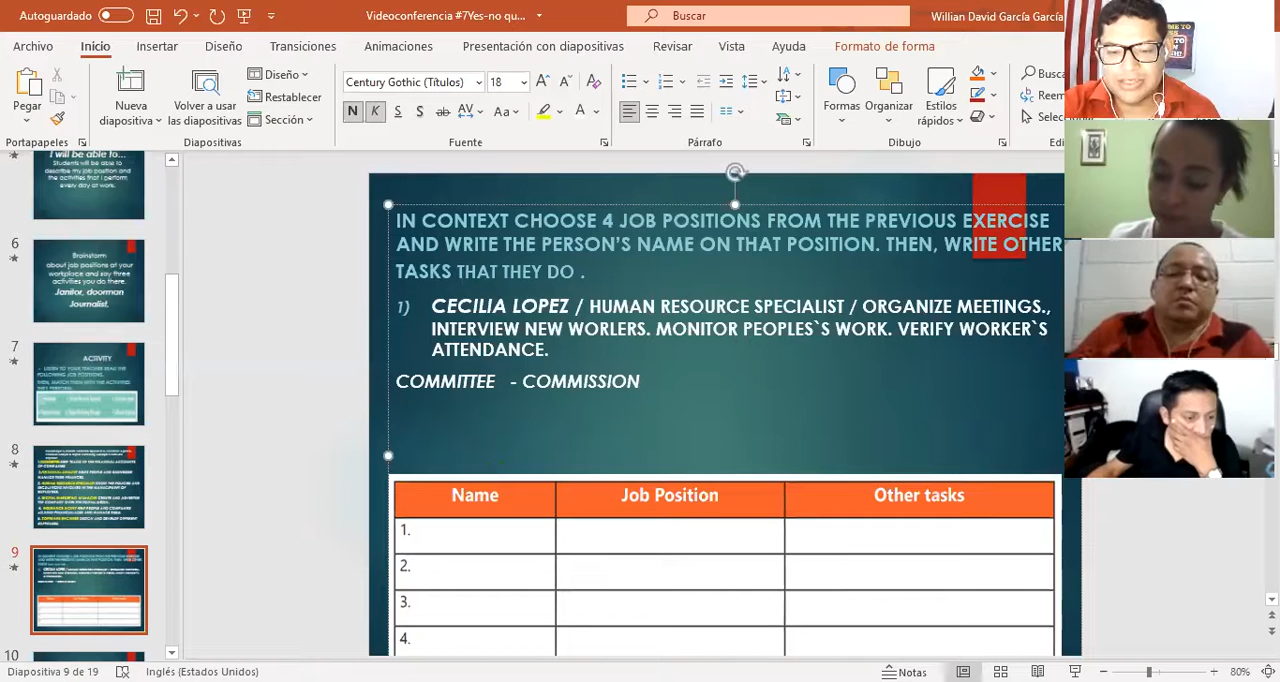 Autoguardado
Videoconferencia #7Yes-no qu...
Buscar
Willian David García García
Archivo Inicio Insertar Diseño Transiciones Animaciones Presentación con diapositivas Revisar Vista Ayuda Formato de forma
Pegar
Nueva diapositiva
Volver a usar las diapositivas
Diseño
Restablecer
Sección
Century Gothic (Títulos) 18
N K S S ab AV Aa A
Formas
Organizar
Estilos rápidos
Busca
Reem
Selecci
Portapapeles
Diapositivas
Fuente
Párrafo
Dibujo
Edi
I will be able to...
Students will be able to
describe my job position and
the activities that I perform
every day at work.
6
Brainstorm
about job positions at your
workplace and say three
activities you do there.
Janitor, doorman
Journalist,
7
ACTIVITY
8
9
10
IN CONTEXT CHOOSE 4 JOB POSITIONS FROM THE PREVIOUS EXERCISE
AND WRITE THE PERSON’S NAME ON THAT POSITION. THEN, WRITE OTHER
TASKS THAT THEY DO .
1) CECILIA LOPEZ / HUMAN RESOURCE SPECIALIST / ORGANIZE MEETINGS.,
INTERVIEW NEW WORLERS. MONITOR PEOPLES`S WORK. VERIFY WORKER`S
ATTENDANCE.
COMMITTEE - COMMISSION
Name Job Position Other tasks
1.
2.
3.
4.
Diapositiva 9 de 19
Inglés (Estados Unidos)
Notas
80%